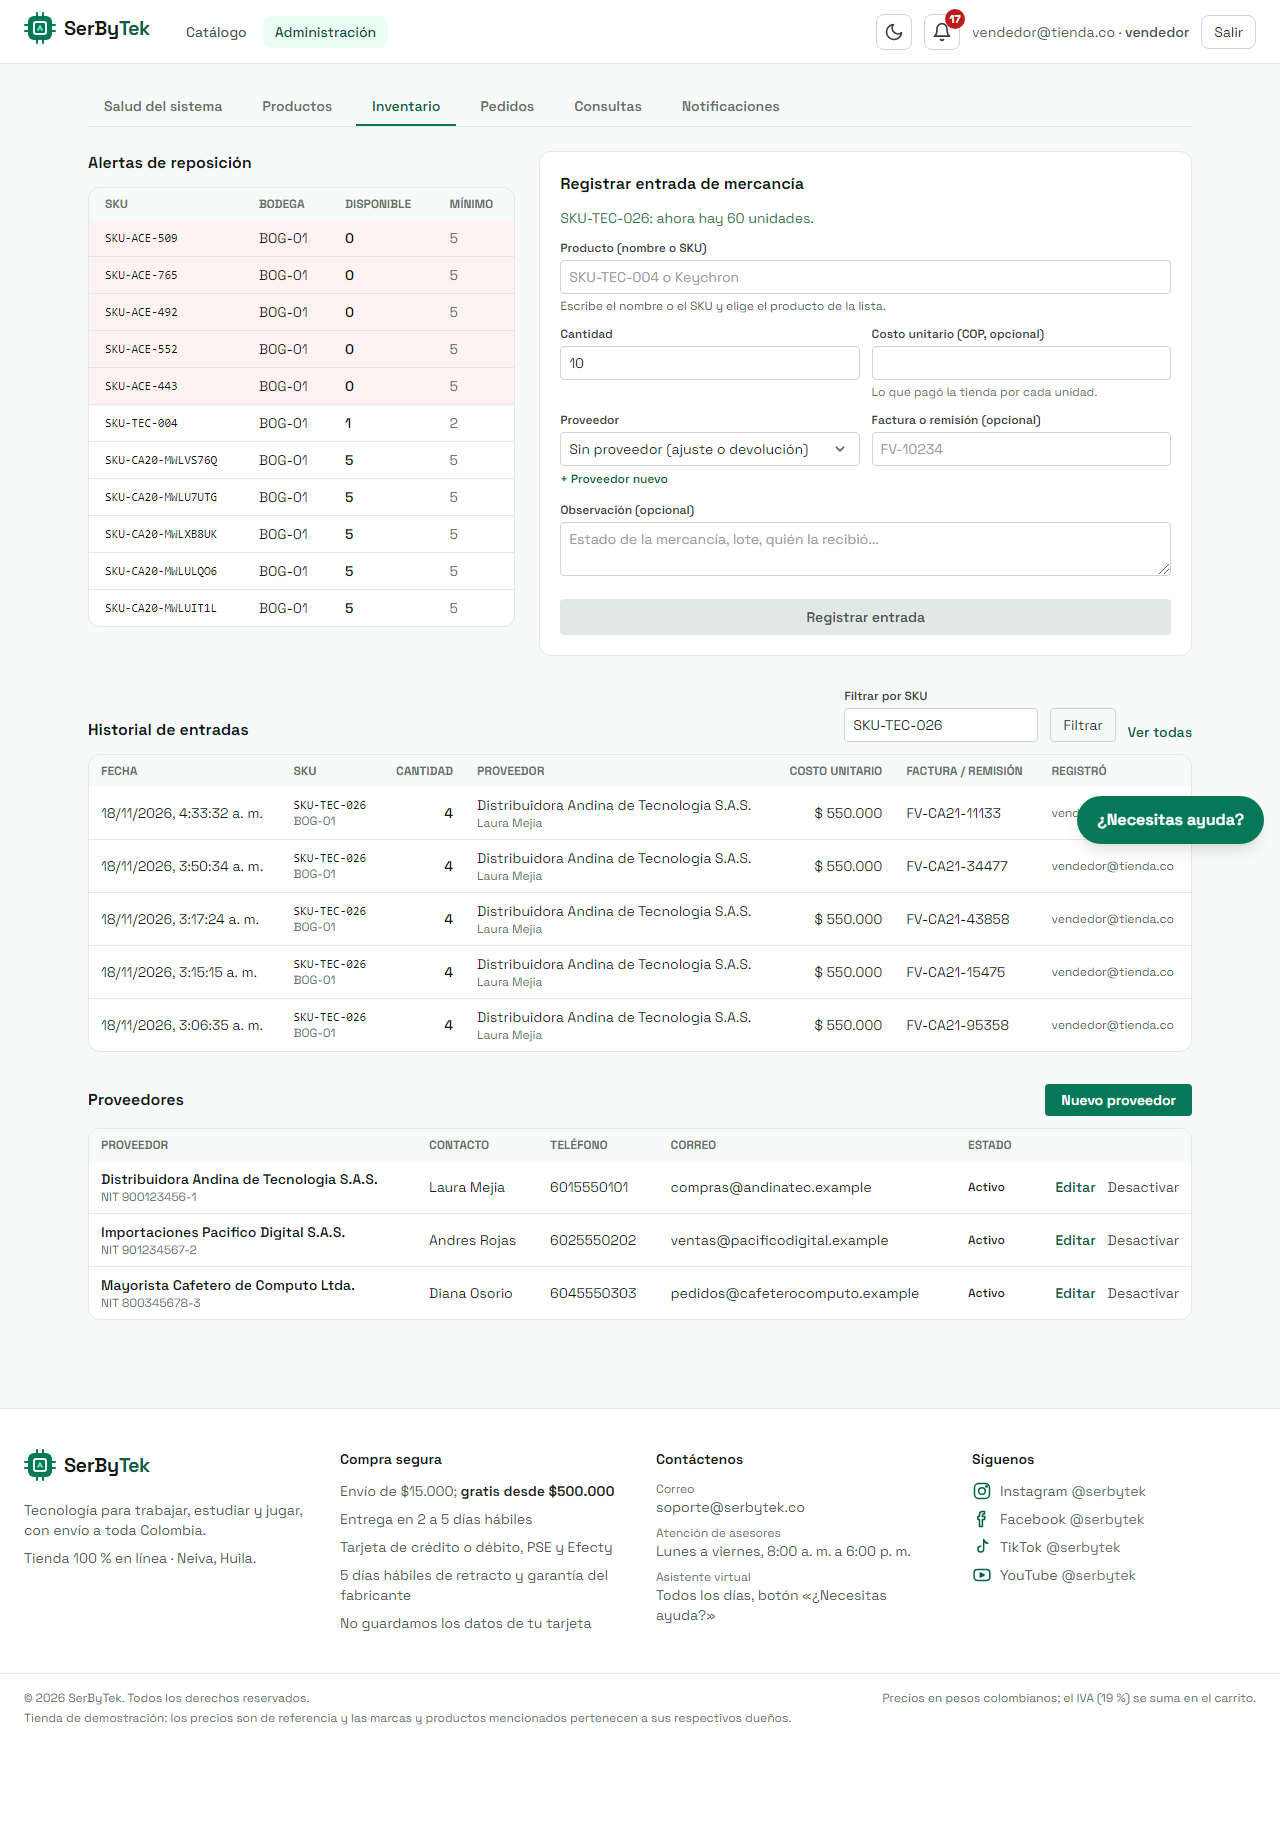 SerByTek
Catálogo
Administración
17
vendedor@tienda.co · vendedor
Salir
Salud del sistema
Productos
Inventario
Pedidos
Consultas
Notificaciones
Alertas de reposición
SKU BODEGA DISPONIBLE MÍNIMO
SKU-ACE-509 BOG-01 0 5
SKU-ACE-765 BOG-01 0 5
SKU-ACE-492 BOG-01 0 5
SKU-ACE-552 BOG-01 0 5
SKU-ACE-443 BOG-01 0 5
SKU-TEC-004 BOG-01 1 2
SKU-CA20-MWLVS76Q BOG-01 5 5
SKU-CA20-MWLU7UTG BOG-01 5 5
SKU-CA20-MWLXB8UK BOG-01 5 5
SKU-CA20-MWLULQO6 BOG-01 5 5
SKU-CA20-MWLUIT1L BOG-01 5 5
Registrar entrada de mercancía
SKU-TEC-026: ahora hay 60 unidades.
Producto (nombre o SKU)
SKU-TEC-004 o Keychron
Escribe el nombre o el SKU y elige el producto de la lista.
Cantidad
10
Costo unitario (COP, opcional)
Lo que pagó la tienda por cada unidad.
Proveedor
Sin proveedor (ajuste o devolución)
+ Proveedor nuevo
Factura o remisión (opcional)
FV-10234
Observación (opcional)
Estado de la mercancía, lote, quién la recibió...
Registrar entrada
Historial de entradas
Filtrar por SKU
SKU-TEC-026
Filtrar
Ver todas
FECHA SKU CANTIDAD PROVEEDOR COSTO UNITARIO FACTURA / REMISIÓN REGISTRÓ
18/11/2026, 4:33:32 a. m. SKU-TEC-026 BOG-01 4 Distribuidora Andina de Tecnologia S.A.S. Laura Mejia $ 550.000 FV-CA21-11133 vend
¿Necesitas ayuda?
18/11/2026, 3:50:34 a. m. SKU-TEC-026 BOG-01 4 Distribuidora Andina de Tecnologia S.A.S. Laura Mejia $ 550.000 FV-CA21-34477 vendedor@tienda.co
18/11/2026, 3:17:24 a. m. SKU-TEC-026 BOG-01 4 Distribuidora Andina de Tecnologia S.A.S. Laura Mejia $ 550.000 FV-CA21-43858 vendedor@tienda.co
18/11/2026, 3:15:15 a. m. SKU-TEC-026 BOG-01 4 Distribuidora Andina de Tecnologia S.A.S. Laura Mejia $ 550.000 FV-CA21-15475 vendedor@tienda.co
18/11/2026, 3:06:35 a. m. SKU-TEC-026 BOG-01 4 Distribuidora Andina de Tecnologia S.A.S. Laura Mejia $ 550.000 FV-CA21-95358 vendedor@tienda.co
Proveedores
Nuevo proveedor
PROVEEDOR CONTACTO TELÉFONO CORREO ESTADO
Distribuidora Andina de Tecnologia S.A.S. NIT 900123456-1 Laura Mejia 6015550101 compras@andinatec.example Activo Editar Desactivar
Importaciones Pacifico Digital S.A.S. NIT 901234567-2 Andres Rojas 6025550202 ventas@pacificodigital.example Activo Editar Desactivar
Mayorista Cafetero de Computo Ltda. NIT 800345678-3 Diana Osorio 6045550303 pedidos@cafeterocomputo.example Activo Editar Desactivar
SerByTek
Tecnología para trabajar, estudiar y jugar,
con envío a toda Colombia.
Tienda 100 % en línea · Neiva, Huila.
Compra segura
Envío de $15.000; gratis desde $500.000
Entrega en 2 a 5 días hábiles
Tarjeta de crédito o débito, PSE y Efecty
5 días hábiles de retracto y garantía del
fabricante
No guardamos los datos de tu tarjeta
Contáctenos
Correo
soporte@serbytek.co
Atención de asesores
Lunes a viernes, 8:00 a. m. a 6:00 p. m.
Asistente virtual
Todos los días, botón «¿Necesitas
ayuda?»
Síguenos
Instagram @serbytek
Facebook @serbytek
TikTok @serbytek
YouTube @serbytek
© 2026 SerByTek. Todos los derechos reservados.
Precios en pesos colombianos; el IVA (19 %) se suma en el carrito.
Tienda de demostración: los precios son de referencia y las marcas y productos mencionados pertenecen a sus respectivos dueños.